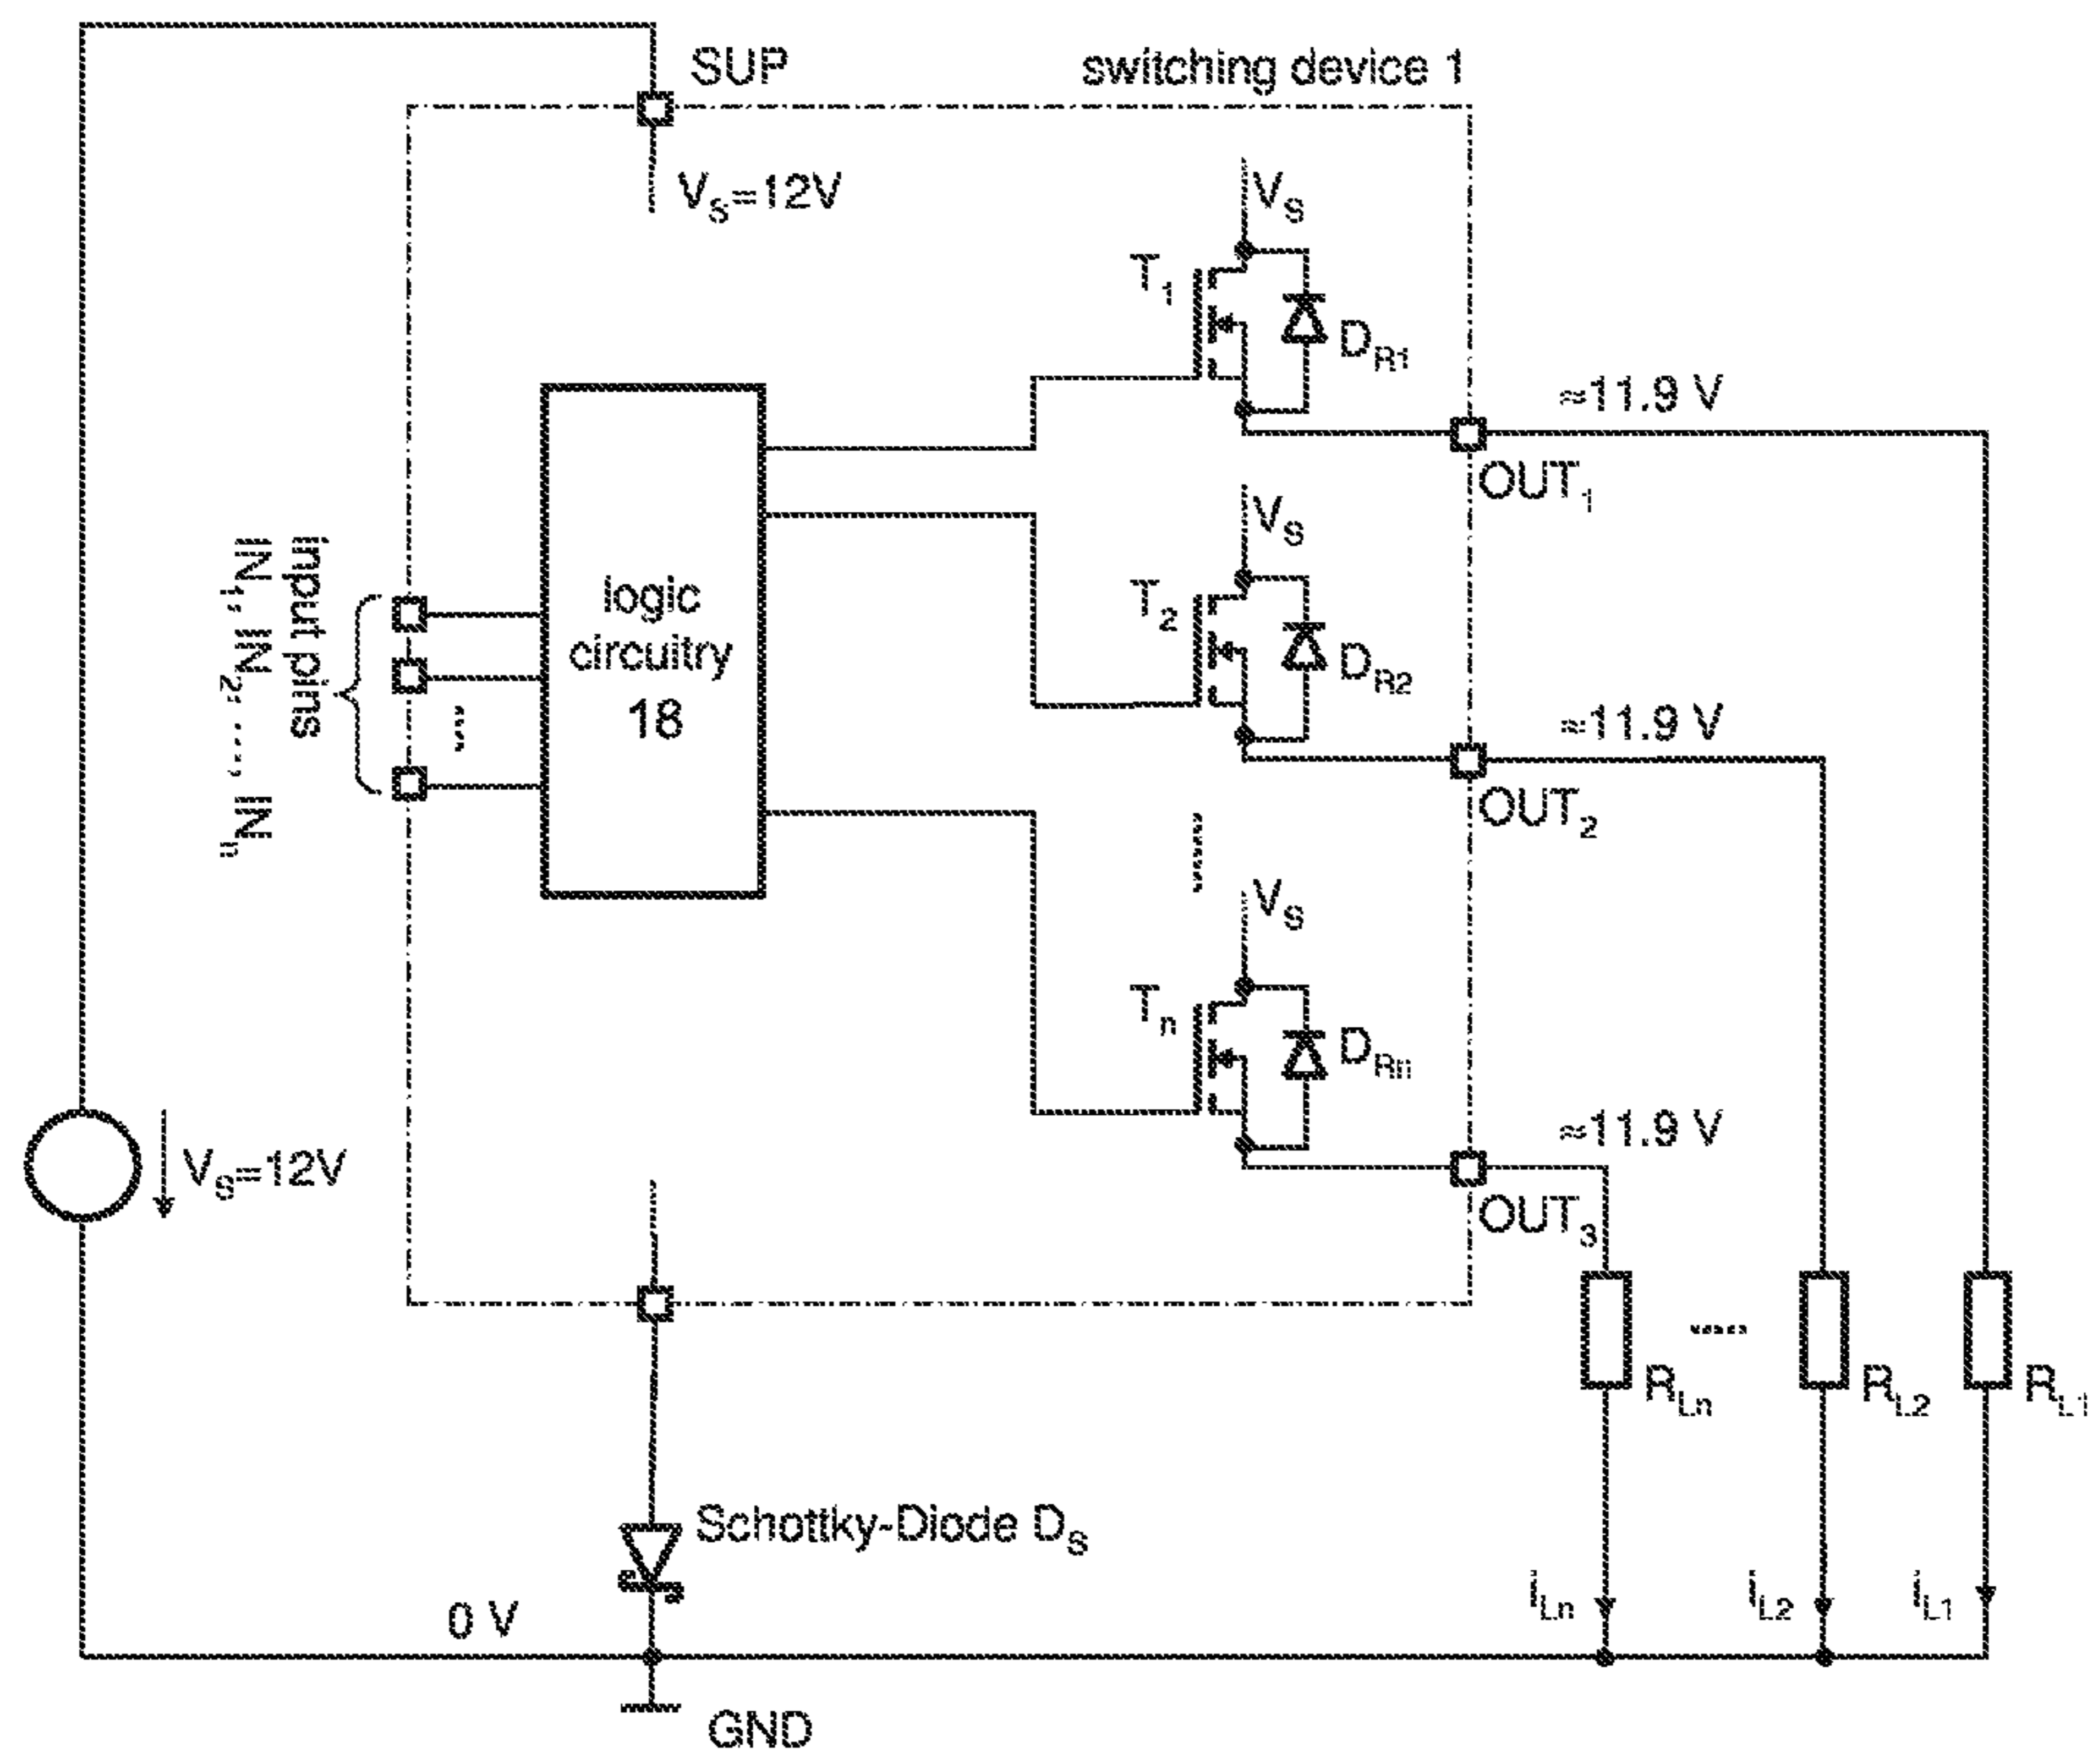 SUP
switching device 1
V_S=12V
V_S
T_1
D_R1
≈11.9 V
OUT_1
V_S
T_2
D_R2
≈11.9 V
OUT_2
input pins
IN_1, IN_2, ...., IN_n
logic
circuitry
18
V_S
T_n
D_Rn
≈11.9 V
OUT_3
V_S=12V
R_Ln
R_L2
R_L1
Schottky-Diode D_S
i_Ln
i_L2
i_L1
0 V
GND